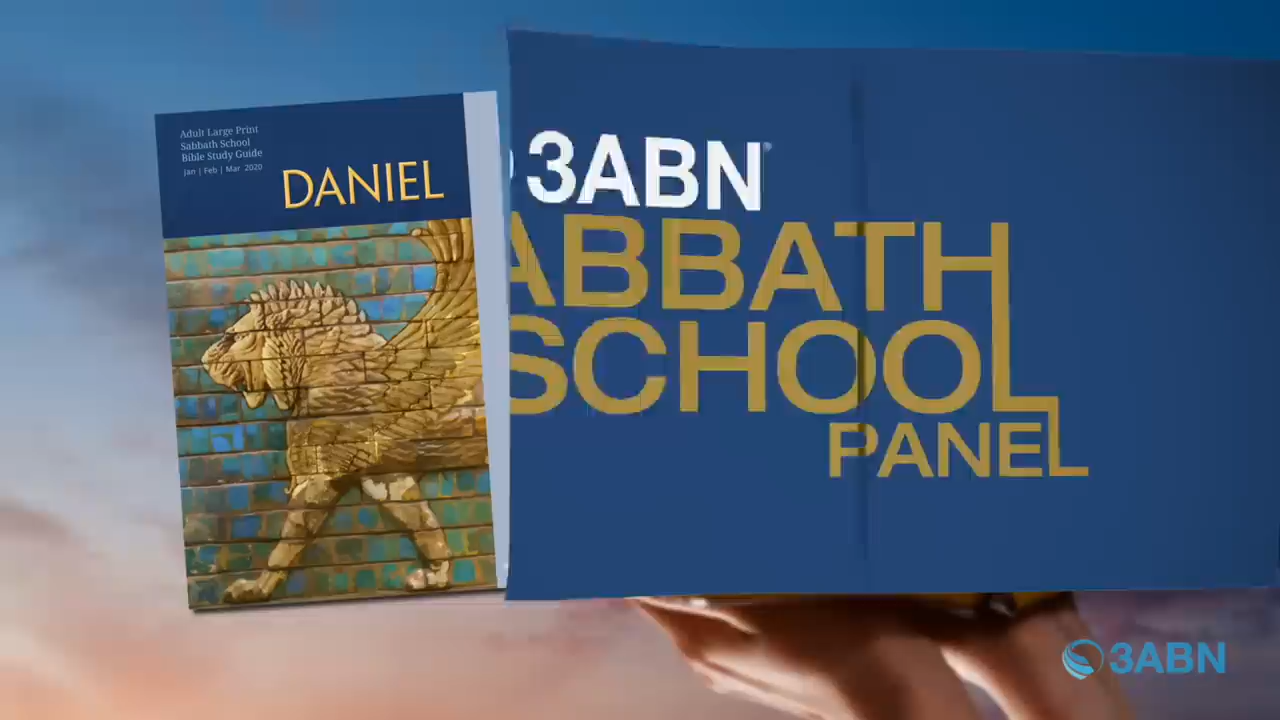 Adult Large Print
Sabbath School
Bible Study Guide
Jan | Feb | Mar 2020
DANIEL
3ABN
ABBATH
SCHOOL
PANEL
3ABN